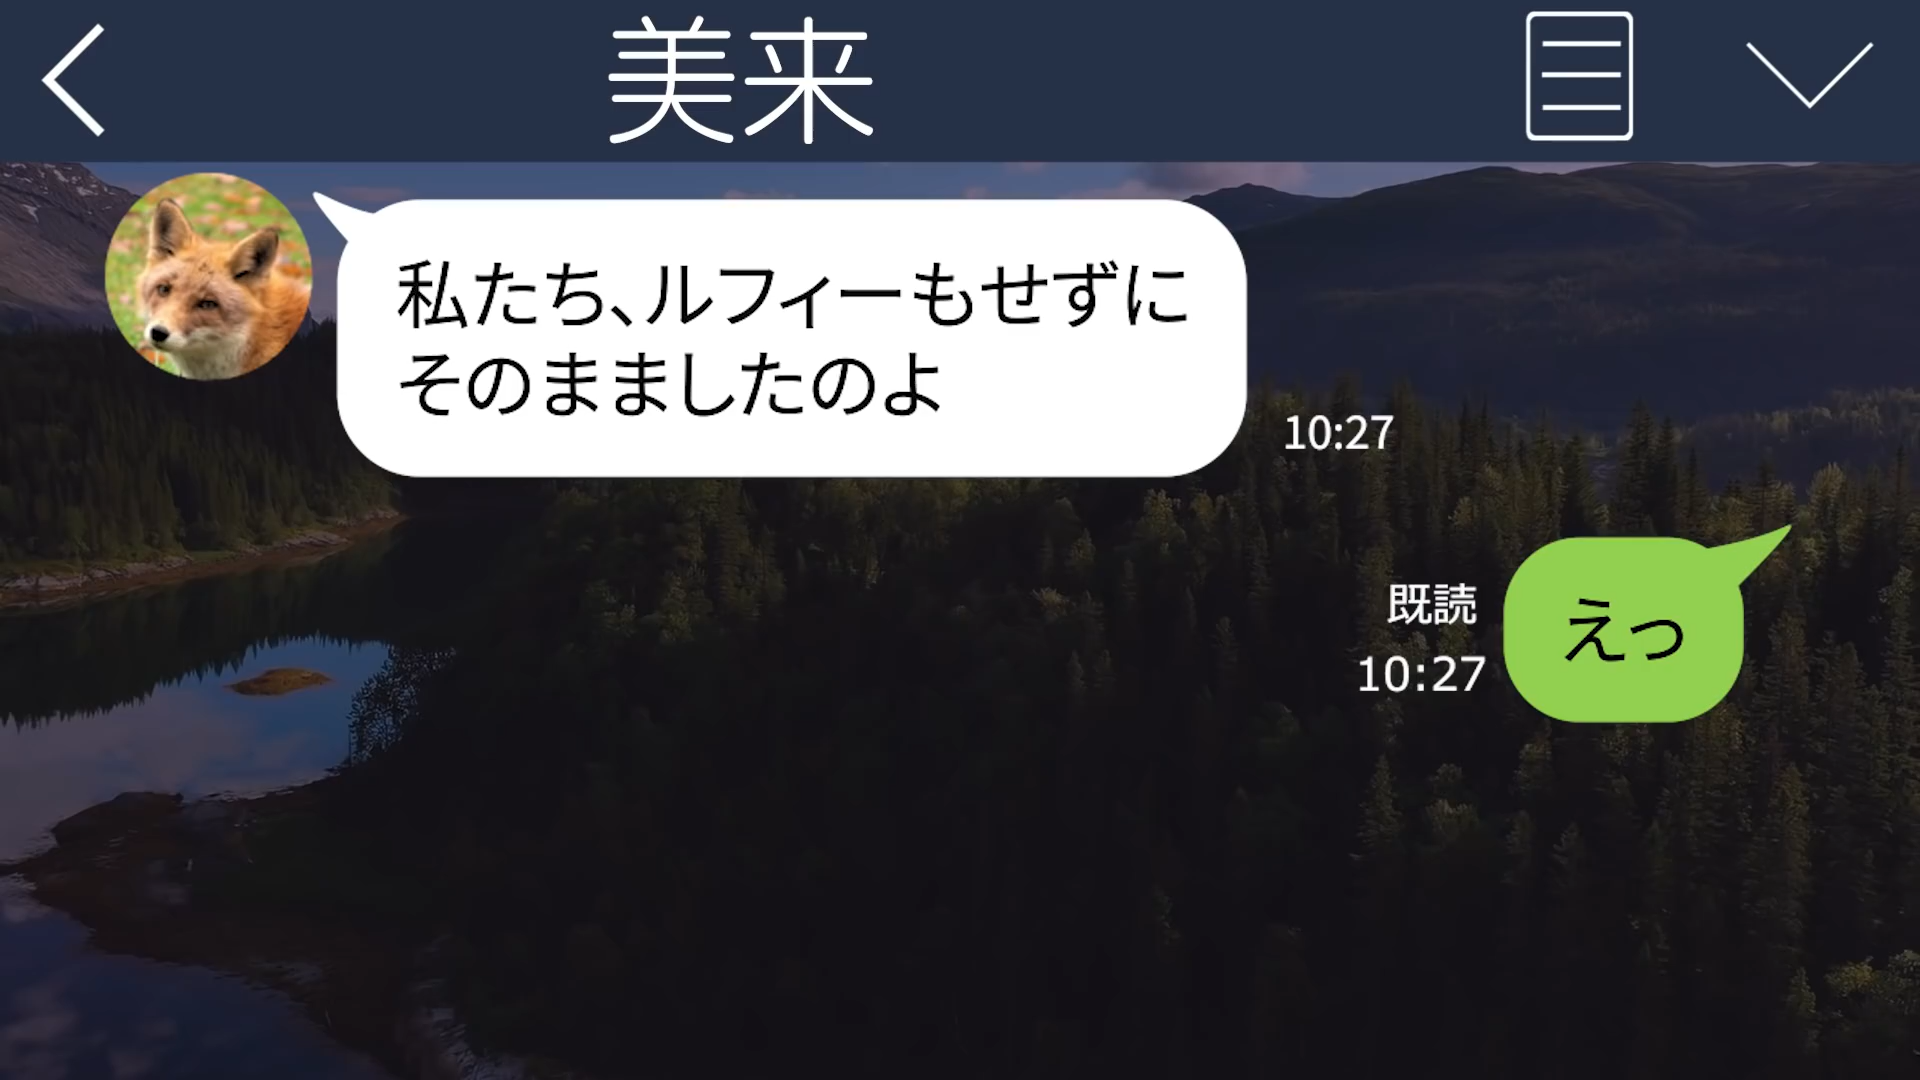 美来
私たち、ルフィーもせずに
そのまましたのよ
10:27
えっ
既読
10:27